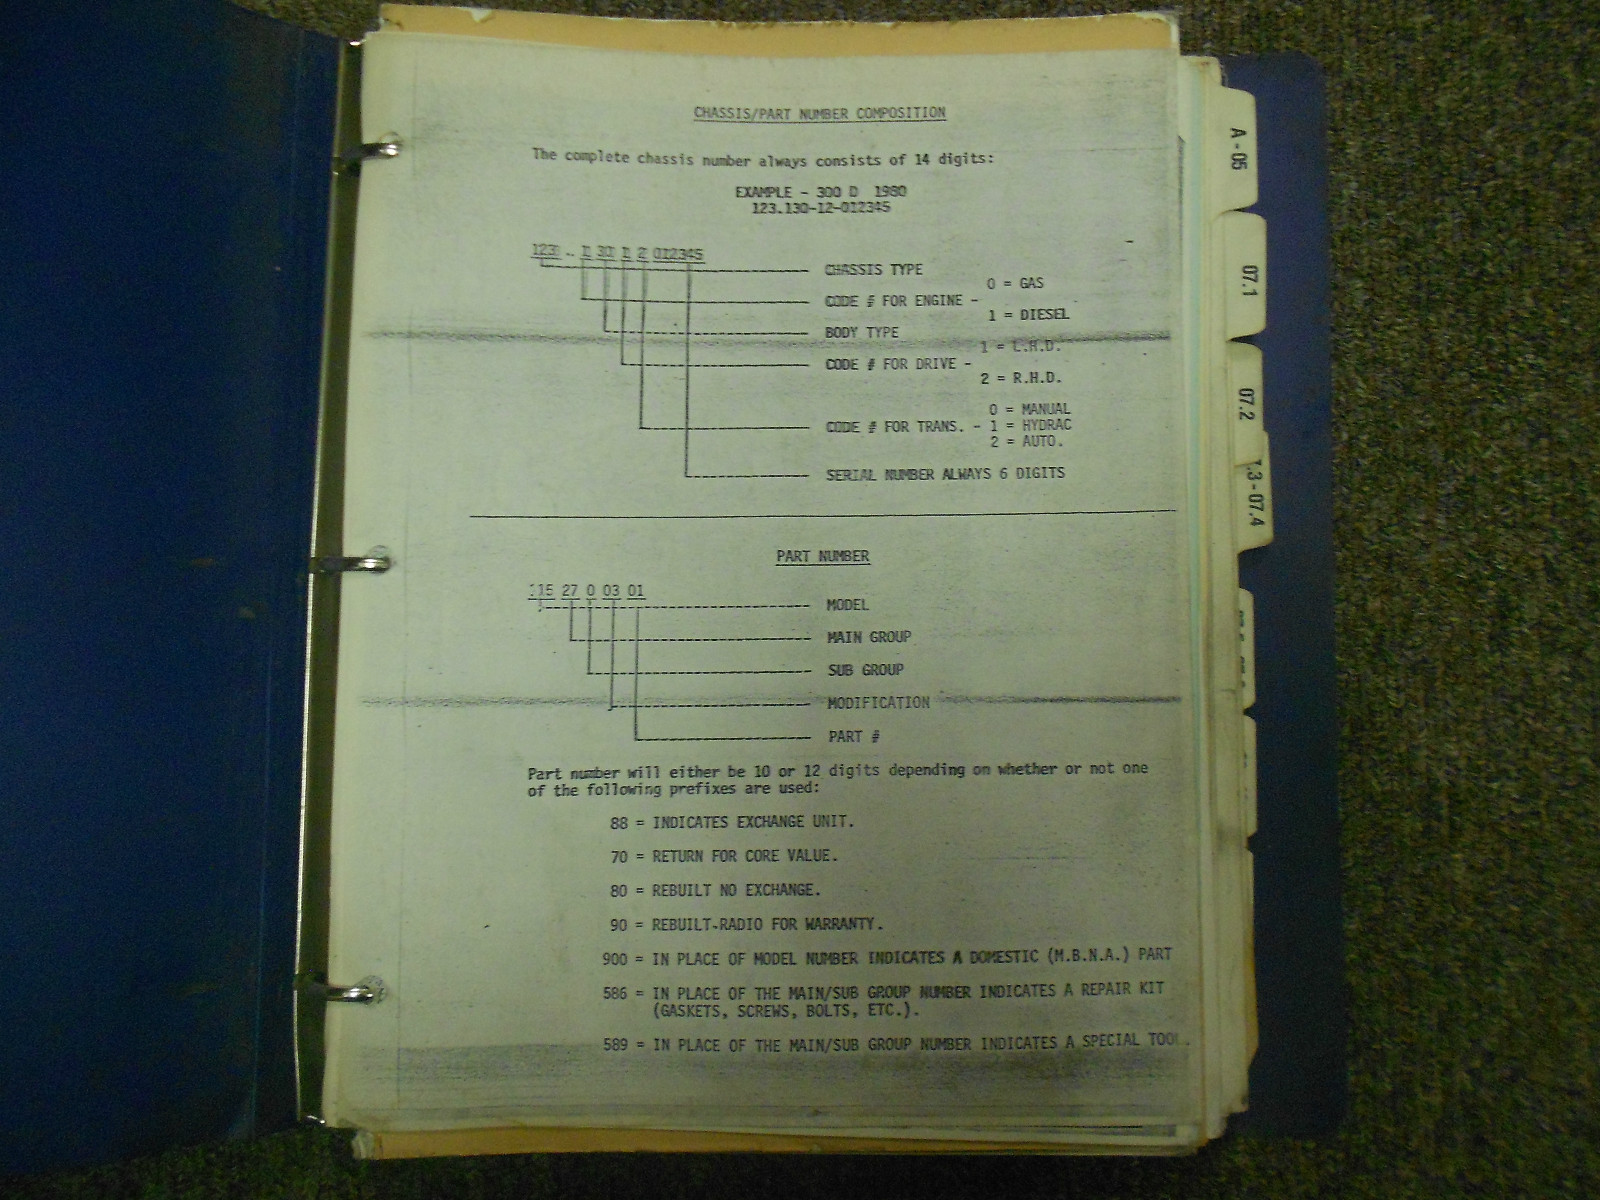 CHASSIS/PART NUMBER COMPOSITION
The complete chassis number always consists of 14 digits:
EXAMPLE - 300 D 1980
123.130-12-012345
123 . 1 30 1 2 012345
CHASSIS TYPE
0 = GAS
CODE # FOR ENGINE -
1 = DIESEL
BODY TYPE
1 = L.H.D.
CODE # FOR DRIVE -
2 = R.H.D.
0 = MANUAL
CODE # FOR TRANS. - 1 = HYDRAC
2 = AUTO.
SERIAL NUMBER ALWAYS 6 DIGITS
PART NUMBER
115 27 0 03 01
MODEL
MAIN GROUP
SUB GROUP
MODIFICATION
PART #
Part number will either be 10 or 12 digits depending on whether or not one
of the following prefixes are used:
88 = INDICATES EXCHANGE UNIT.
70 = RETURN FOR CORE VALUE.
80 = REBUILT NO EXCHANGE.
90 = REBUILT-RADIO FOR WARRANTY.
900 = IN PLACE OF MODEL NUMBER INDICATES A DOMESTIC (M.B.N.A.) PART
586 = IN PLACE OF THE MAIN/SUB GROUP NUMBER INDICATES A REPAIR KIT
(GASKETS, SCREWS, BOLTS, ETC.).
589 = IN PLACE OF THE MAIN/SUB GROUP NUMBER INDICATES A SPECIAL TOOL.
A - 05
07.1
07.2
.3-07.4